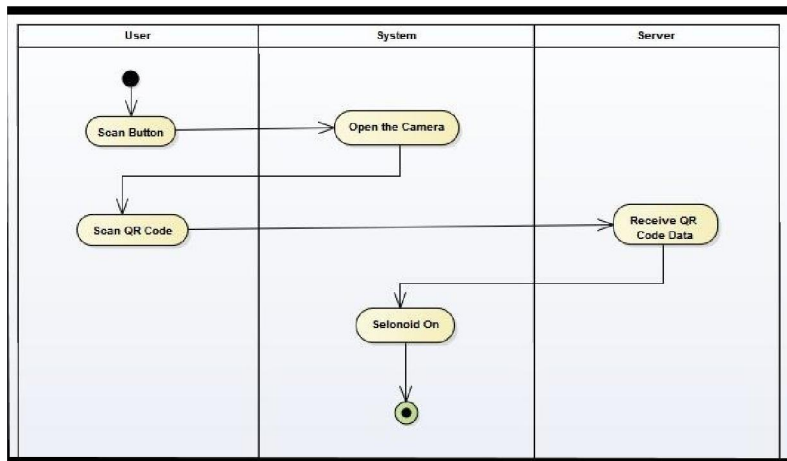 User
System
Server
Scan Button
Open the Camera
Scan QR Code
Receive QR
Code Data
Selonoid On